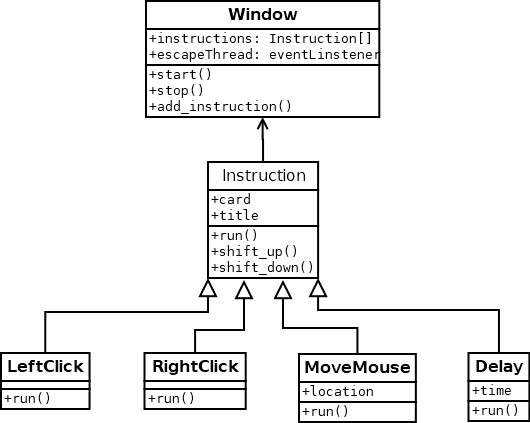 Window
+instructions: Instruction[]
+escapeThread: eventLinstener
+start()
+stop()
+add_instruction()
Instruction
+card
+title
+run()
+shift_up()
+shift_down()
LeftClick
+run()
RightClick
+run()
MoveMouse
+location
+run()
Delay
+time
+run()